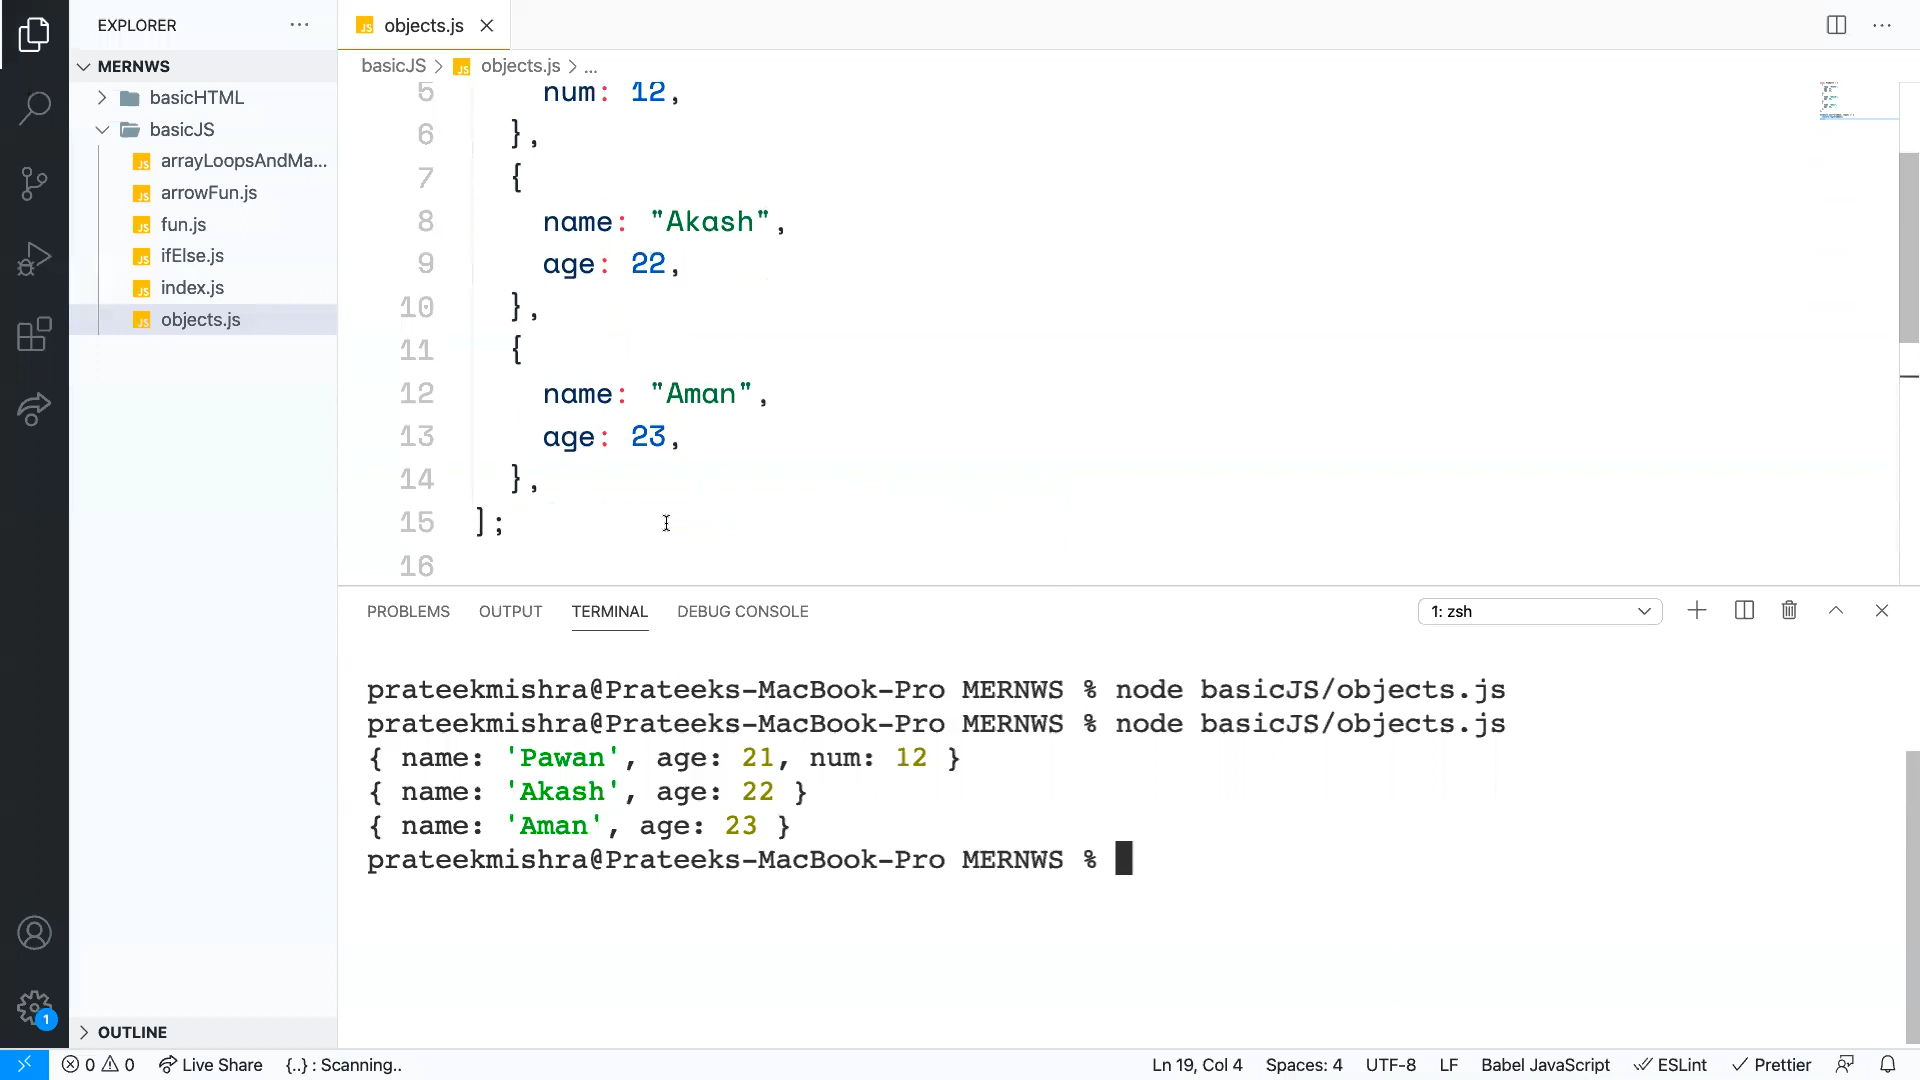 EXPLORER
objects.js
MERNWS
basicHTML
basicJS
arrayLoopsAndMa...
arrowFun.js
fun.js
ifElse.js
index.js
objects.js
OUTLINE
basicJS > objects.js > ...
5 num: 12,
6 },
7 {
8 name: "Akash",
9 age: 22,
10 },
11 {
12 name: "Aman",
13 age: 23,
14 },
15 ];
16
PROBLEMS OUTPUT TERMINAL DEBUG CONSOLE 1: zsh
prateekmishra@Prateeks-MacBook-Pro MERNWS % node basicJS/objects.js
prateekmishra@Prateeks-MacBook-Pro MERNWS % node basicJS/objects.js
{ name: 'Pawan', age: 21, num: 12 }
{ name: 'Akash', age: 22 }
{ name: 'Aman', age: 23 }
prateekmishra@Prateeks-MacBook-Pro MERNWS %
1
0 0 Live Share {..} : Scanning.. Ln 19, Col 4 Spaces: 4 UTF-8 LF Babel JavaScript ESLint Prettier